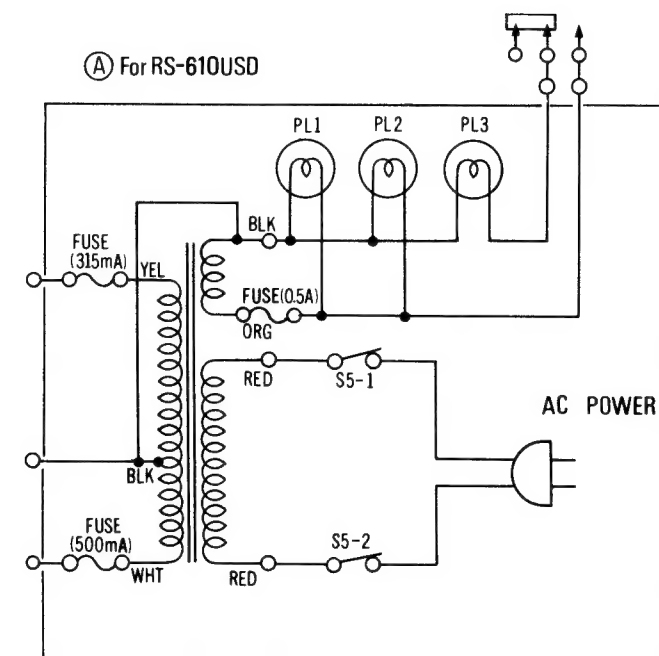 Ⓐ For RS-610USD
PL1 PL2 PL3
BLK
FUSE
(315mA)
YEL
FUSE(0.5A)
ORG
RED
S5-1
AC POWER
BLK
FUSE
(500mA)
WHT
S5-2
RED